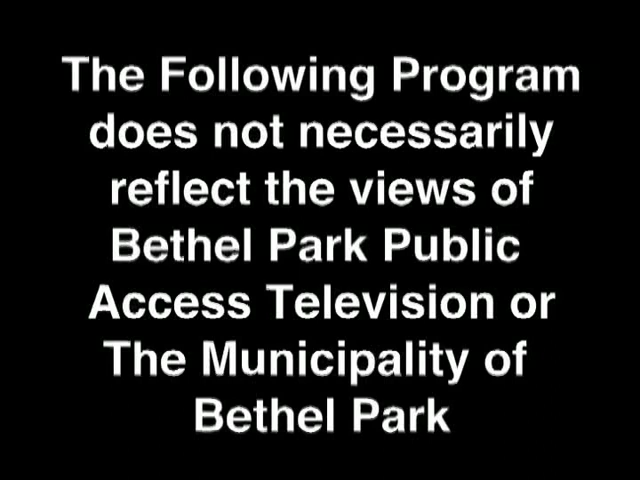 The Following Program
does not necessarily
reflect the views of
Bethel Park Public
Access Television or
The Municipality of
Bethel Park